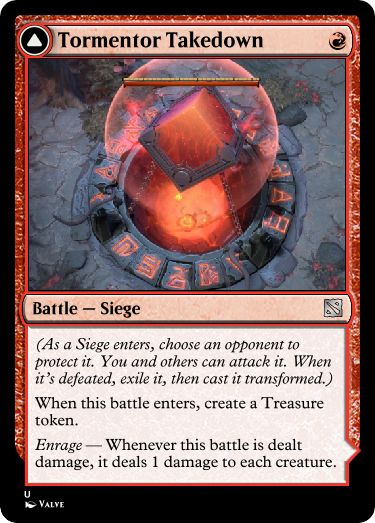 Tormentor Takedown
Battle — Siege
(As a Siege enters, choose an opponent to
protect it. You and others can attack it. When
it's defeated, exile it, then cast it transformed.)
When this battle enters, create a Treasure
token.
Enrage — Whenever this battle is dealt
damage, it deals 1 damage to each creature.
U
Valve